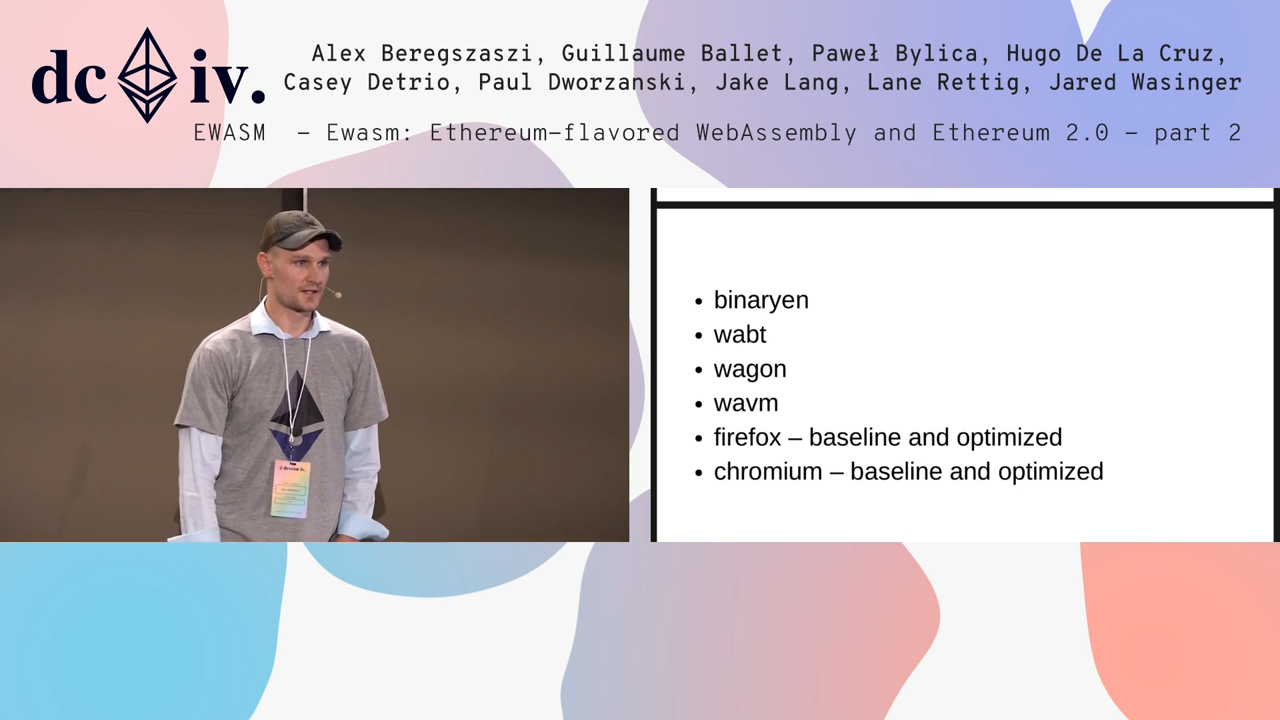 dc iv.
Alex Beregszaszi, Guillaume Ballet, Paweł Bylica, Hugo De La Cruz,
Casey Detrio, Paul Dworzanski, Jake Lang, Lane Rettig, Jared Wasinger
EWASM - Ewasm: Ethereum-flavored WebAssembly and Ethereum 2.0 - part 2
• binaryen
• wabt
• wagon
• wavm
• firefox – baseline and optimized
• chromium – baseline and optimized
devcon iv.